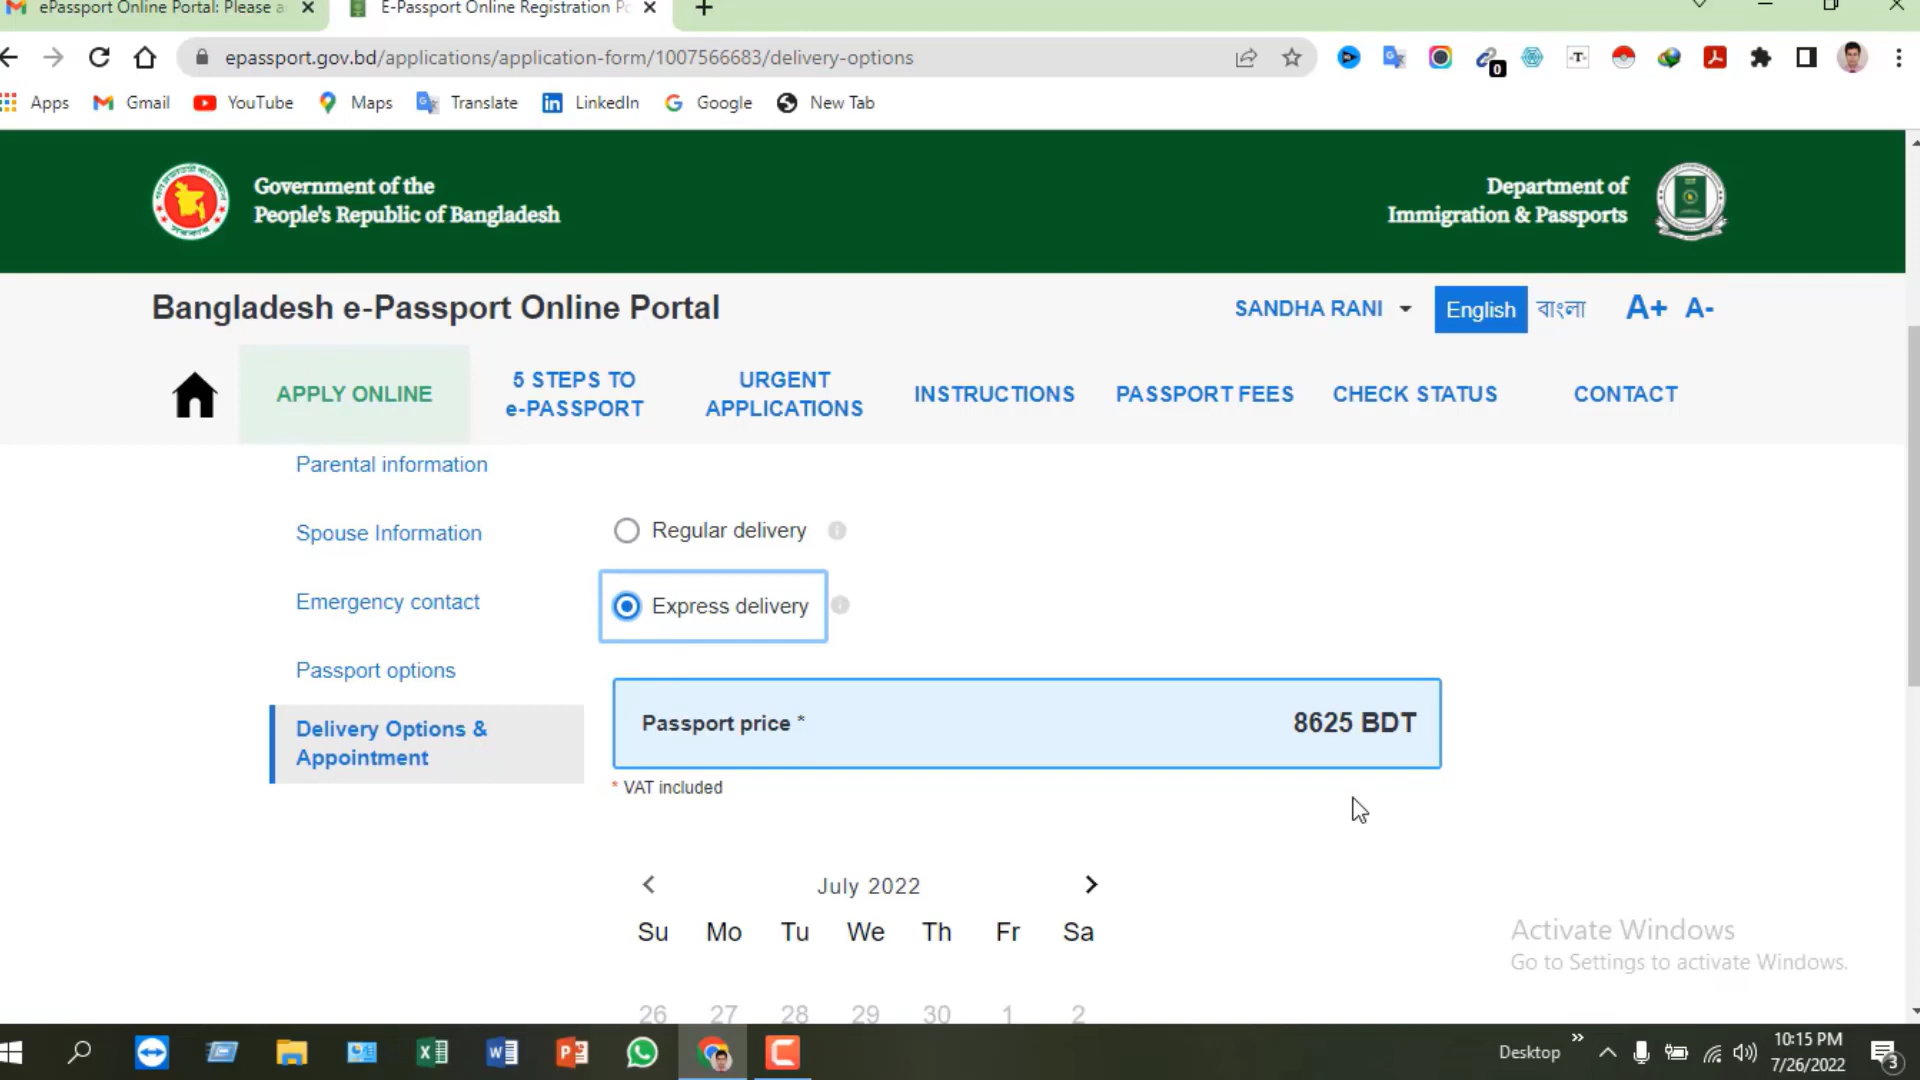 ePassport Online Portal: Please a
E-Passport Online Registration Po
epassport.gov.bd/applications/application-form/1007566683/delivery-options
0
-T-
Apps
Gmail
YouTube
Maps
Translate
LinkedIn
Google
New Tab
Government of the
People's Republic of Bangladesh
Department of
Immigration & Passports
Bangladesh e-Passport Online Portal
SANDHA RANI
English
বাংলা
A+
A-
APPLY ONLINE
5 STEPS TO
e-PASSPORT
URGENT
APPLICATIONS
INSTRUCTIONS
PASSPORT FEES
CHECK STATUS
CONTACT
Parental information
Spouse Information
Emergency contact
Passport options
Delivery Options &
Appointment
Regular delivery
Express delivery
Passport price *
8625 BDT
* VAT included
July 2022
Su Mo Tu We Th Fr Sa
26 27 28 29 30 1 2
Activate Windows
Go to Settings to activate Windows.
Desktop
10:15 PM
7/26/2022
3